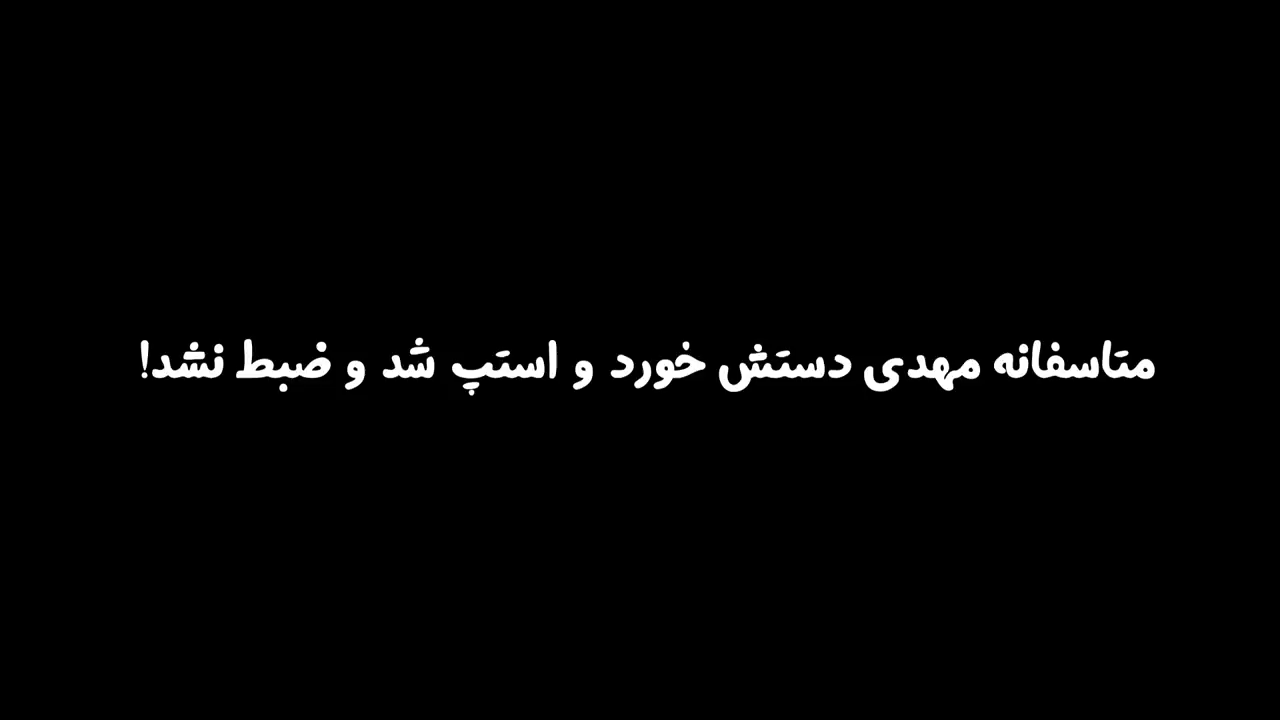 متاسفانه مهدی دستش خورد و استپ شد و ضبط نشد!